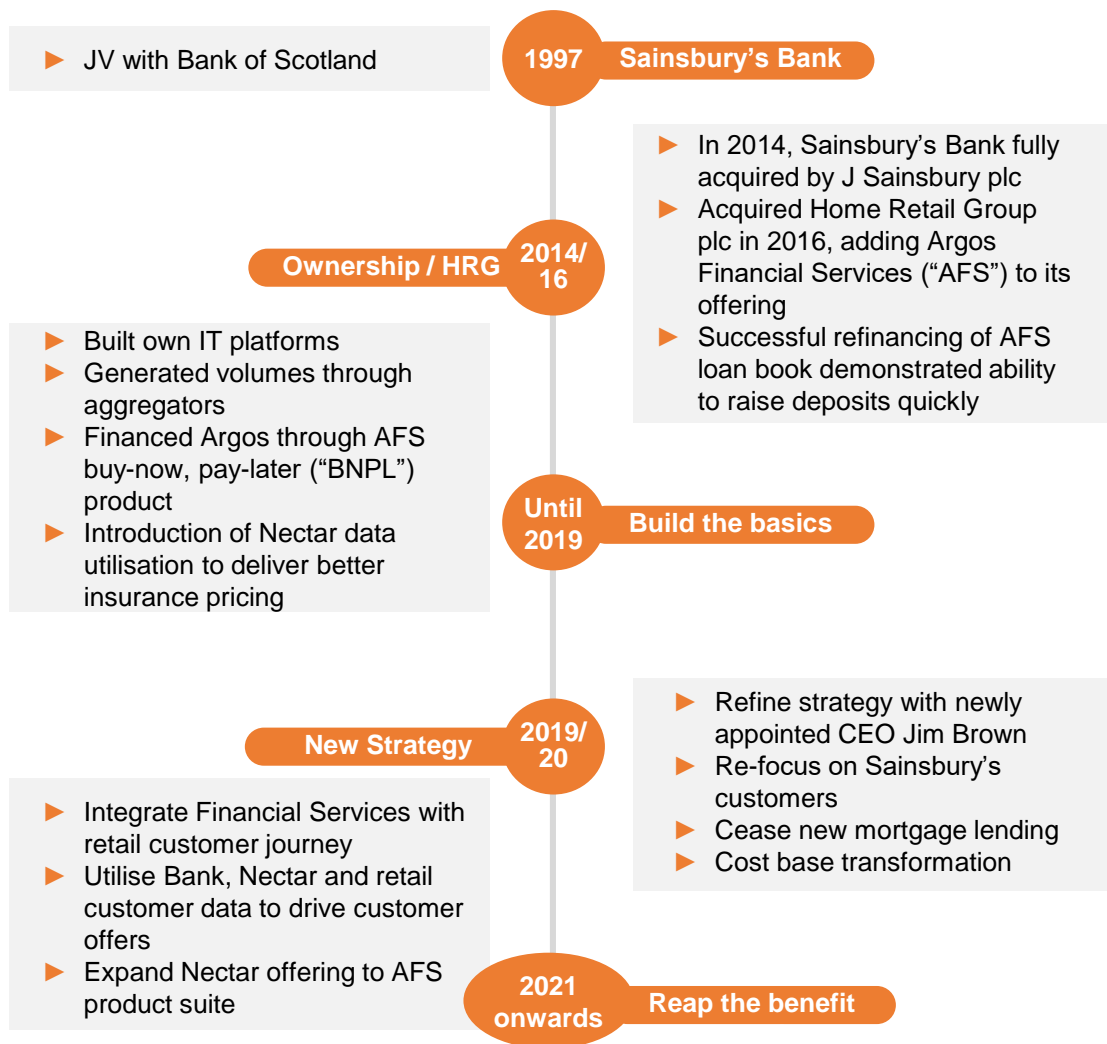 ► JV with Bank of Scotland
1997
Sainsbury’s Bank
► In 2014, Sainsbury’s Bank fully
acquired by J Sainsbury plc
► Acquired Home Retail Group
plc in 2016, adding Argos
Financial Services (“AFS”) to its
offering
► Successful refinancing of AFS
loan book demonstrated ability
to raise deposits quickly
Ownership / HRG
2014/
16
► Built own IT platforms
► Generated volumes through
aggregators
► Financed Argos through AFS
buy-now, pay-later (“BNPL”)
product
► Introduction of Nectar data
utilisation to deliver better
insurance pricing
Until
2019
Build the basics
New Strategy
2019/
20
► Refine strategy with newly
appointed CEO Jim Brown
► Re-focus on Sainsbury’s
customers
► Cease new mortgage lending
► Cost base transformation
► Integrate Financial Services with
retail customer journey
► Utilise Bank, Nectar and retail
customer data to drive customer
offers
► Expand Nectar offering to AFS
product suite
2021
onwards
Reap the benefit